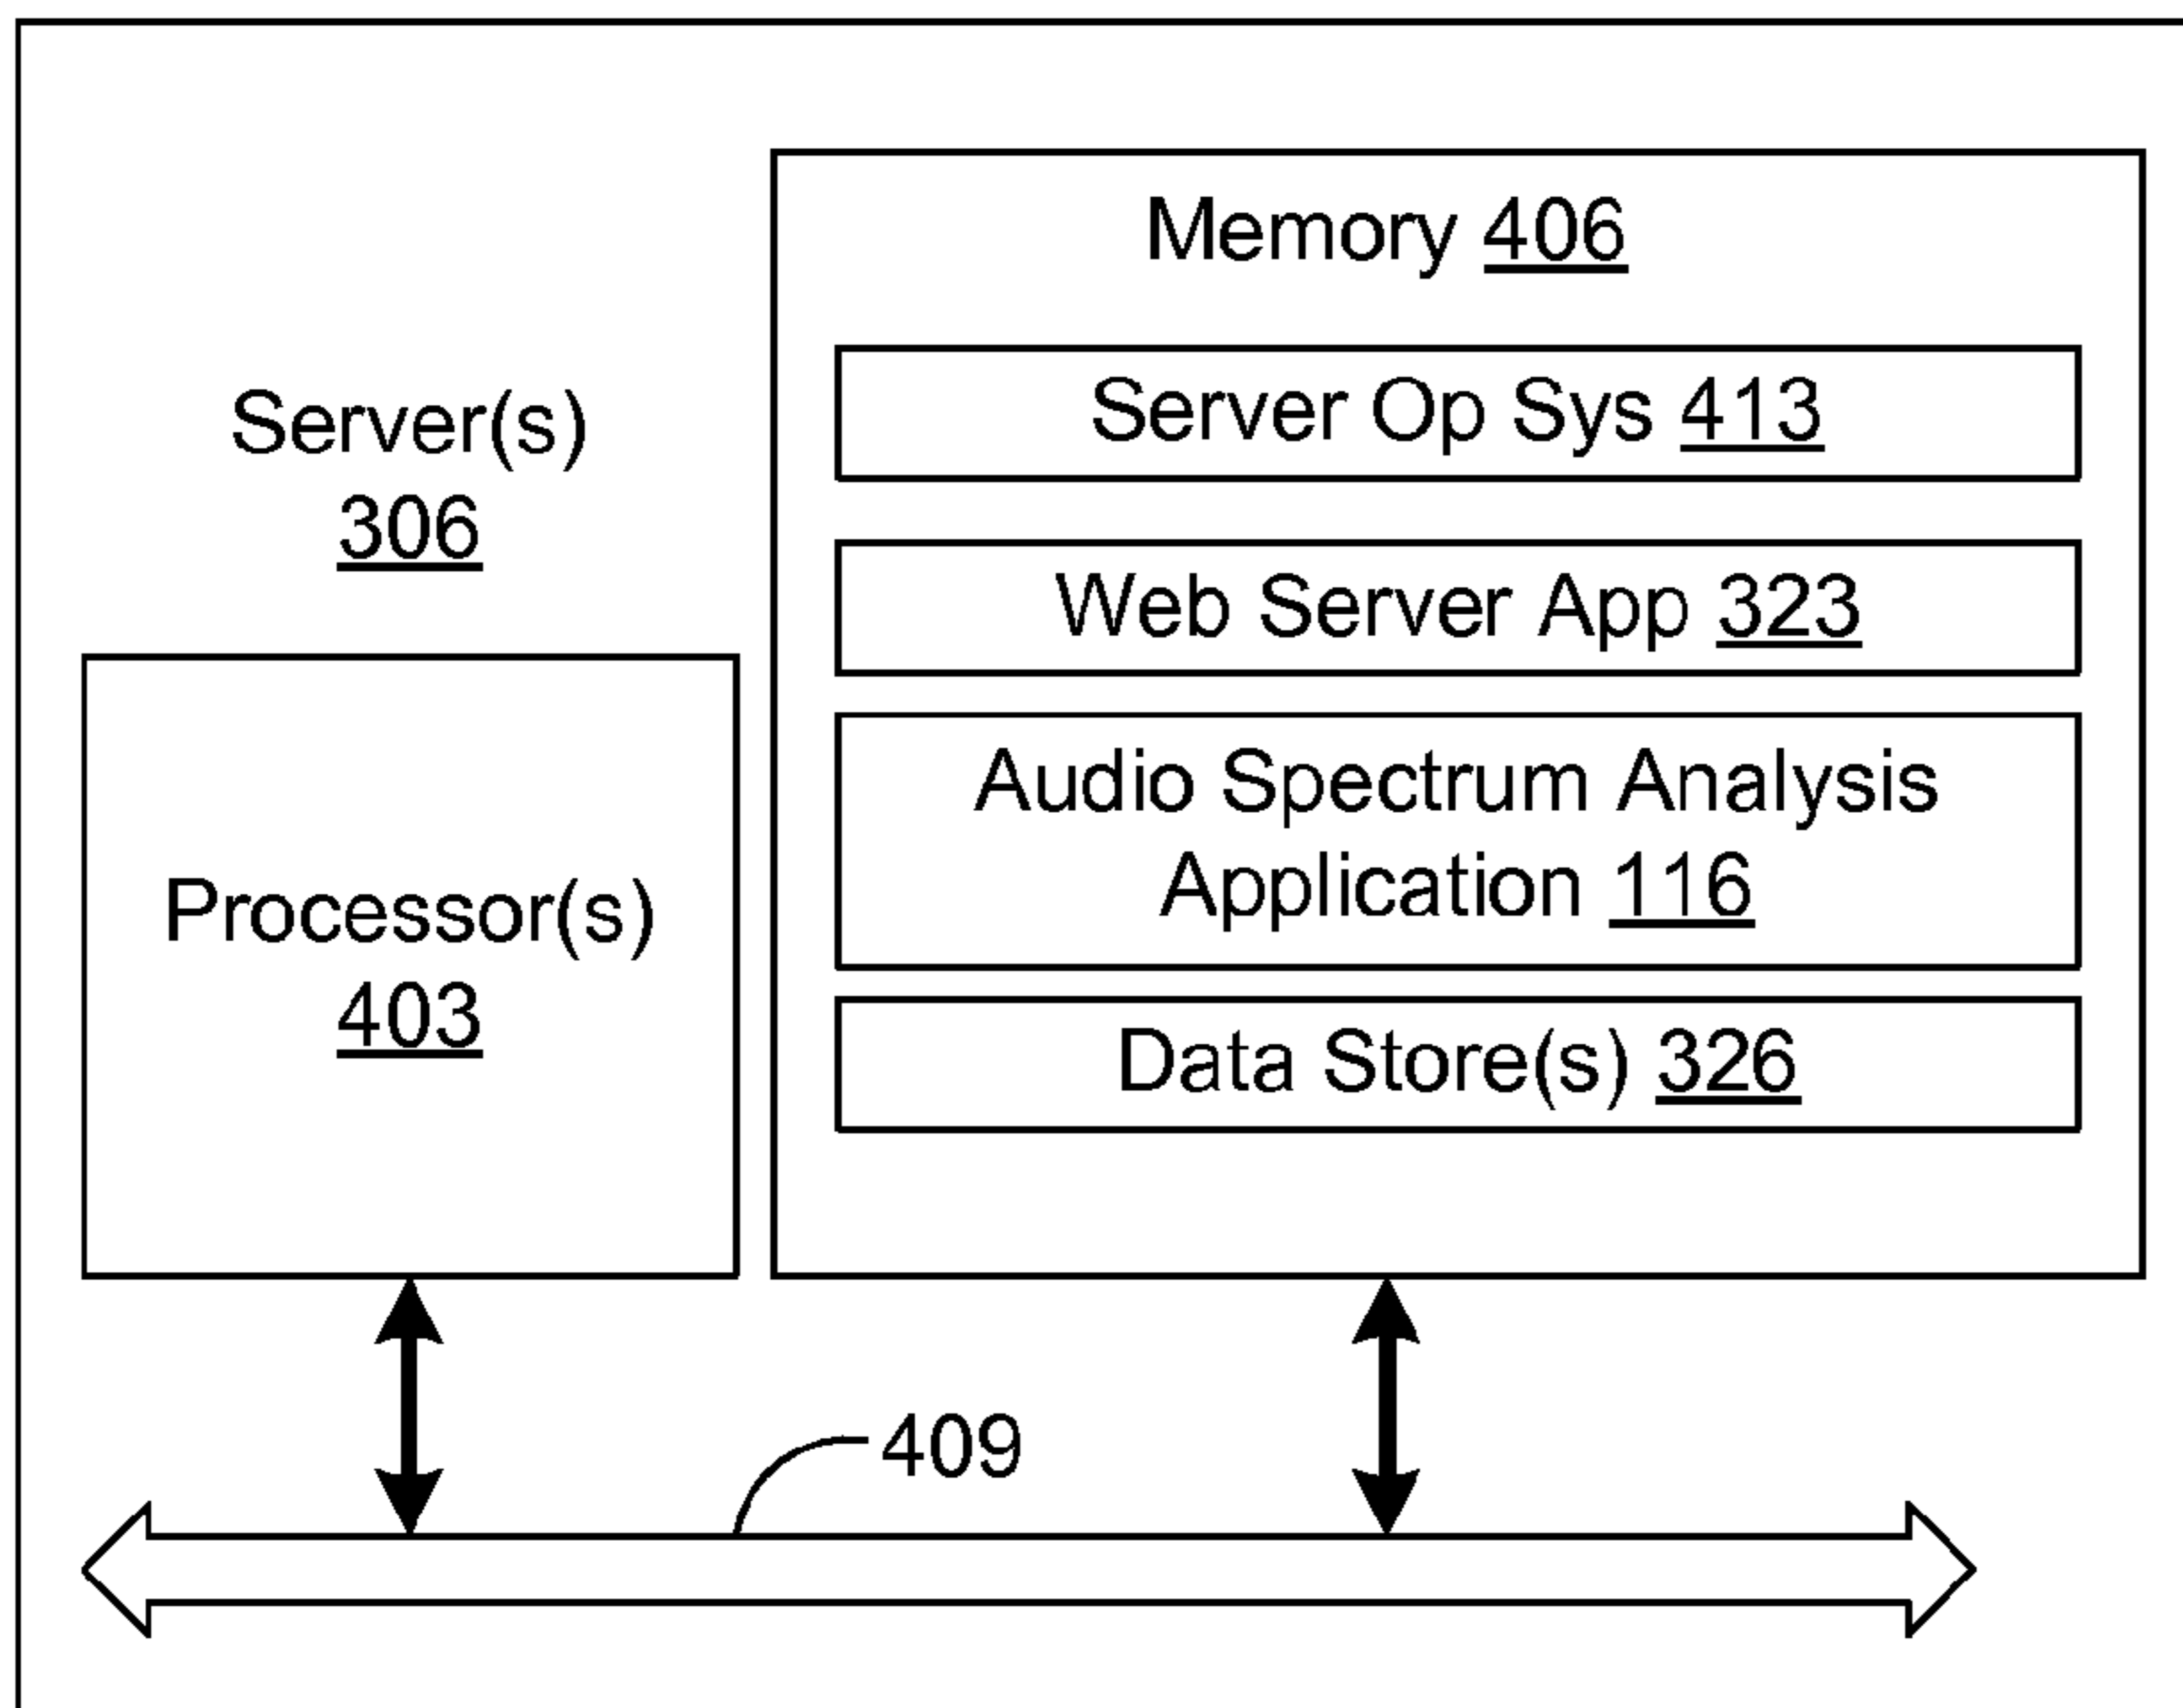 Memory 406
Server Op Sys 413
Server(s)
306
Web Server App 323
Audio Spectrum Analysis
Application 116
Processor(s)
403
Data Store(s) 326
409